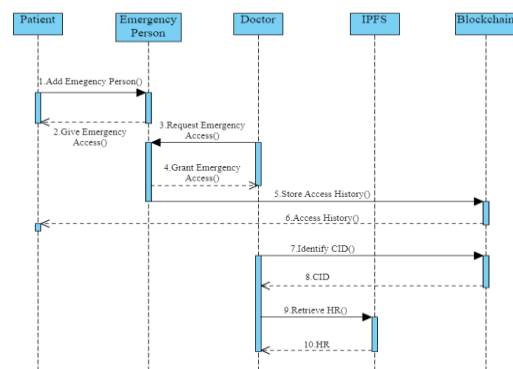 Patient
Emergency
Person
Doctor
IPFS
Blockchain
1.Add Emegency Person()
2.Give Emergency
Access()
3.Request Emergency
Access()
4.Grant Emergency
Access()
5.Store Access History()
6.Access History()
7.Identify CID()
8.CID
9.Retrieve HR()
10.HR